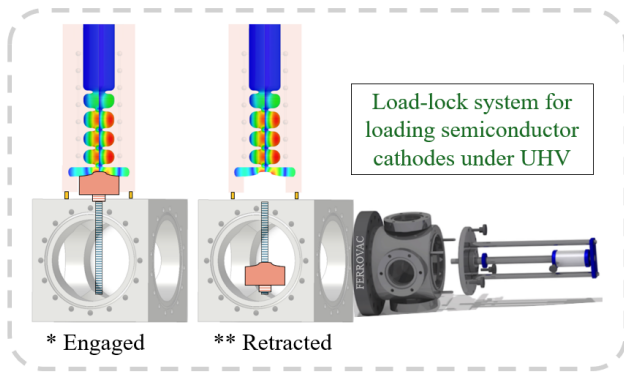 Load-lock system for
loading semiconductor
cathodes under UHV
FERROVAC
* Engaged
** Retracted